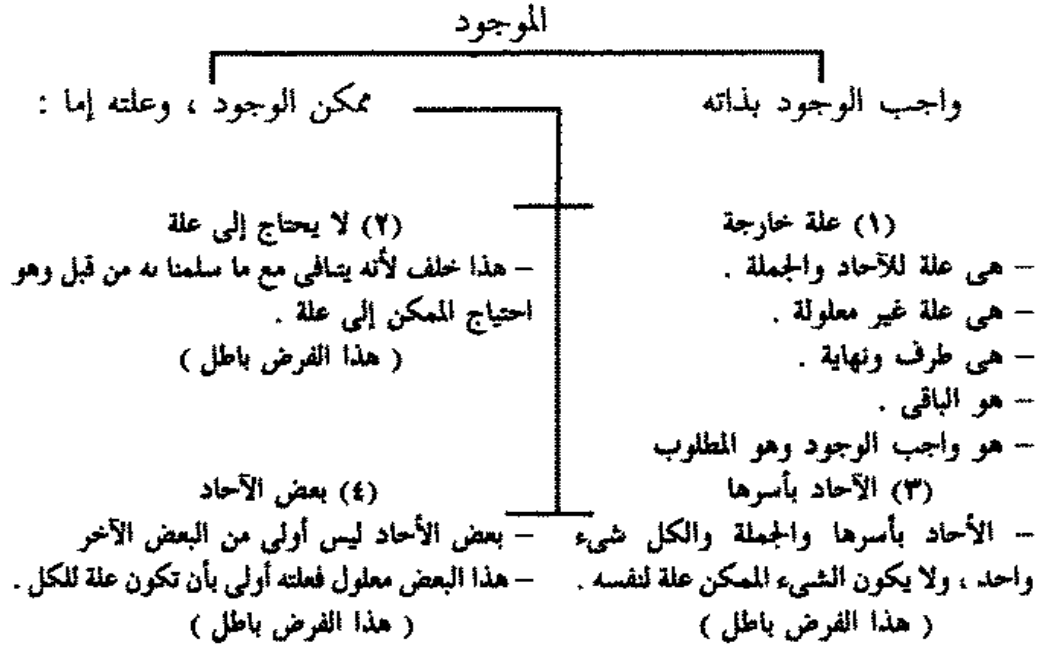 الموجود
واجب الوجود بذاته
ممكن الوجود ، وعلته إما :
(١) علة خارجة
– هى علة للآحاد والجملة .
– هى علة غير معلولة .
– هى طرف ونهاية .
– هو الباقى .
– هو واجب الوجود وهو المطلوب
(٢) لا يحتاج إلى علة
– هذا خلف لأنه يتنافى مع ما سلمنا به من قبل وهو
احتياج الممكن إلى علة .
( هذا الفرض باطل )
(٣) الآحاد بأسرها
– الأحاد بأسرها والجملة والكل شىء
واحد ، ولا يكون الشىء الممكن علة لنفسه .
( هذا الفرض باطل )
(٤) بعض الآحاد
– بعض الأحاد ليس أولى من البعض الآخر
– هذا البعض معلول فعلته أولى بأن تكون علة للكل .
( هذا الفرض باطل )